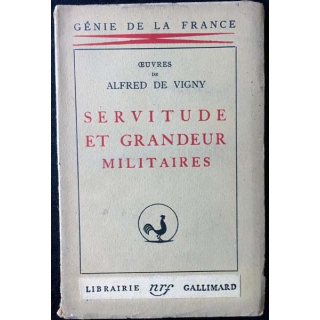 GÉNIE DE LA FRANCE
ŒUVRES
DE
ALFRED DE VIGNY
SERVITUDE
ET GRANDEUR
MILITAIRES
LIBRAIRIE nrf GALLIMARD